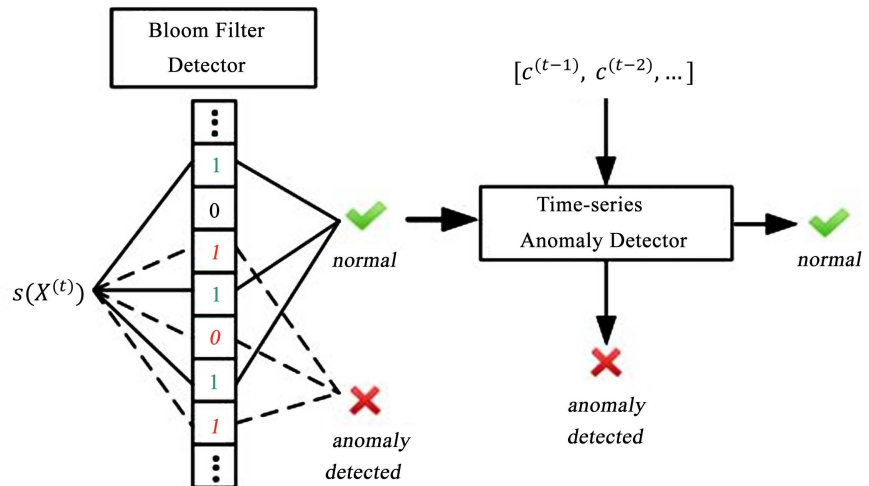 Bloom Filter
Detector
⋮
1
0
1
1
0
1
1
⋮
s(X^{(t)})
normal
anomaly
detected
[c^{(t−1)}, c^{(t−2)}, …]
Time-series
Anomaly Detector
normal
anomaly
detected